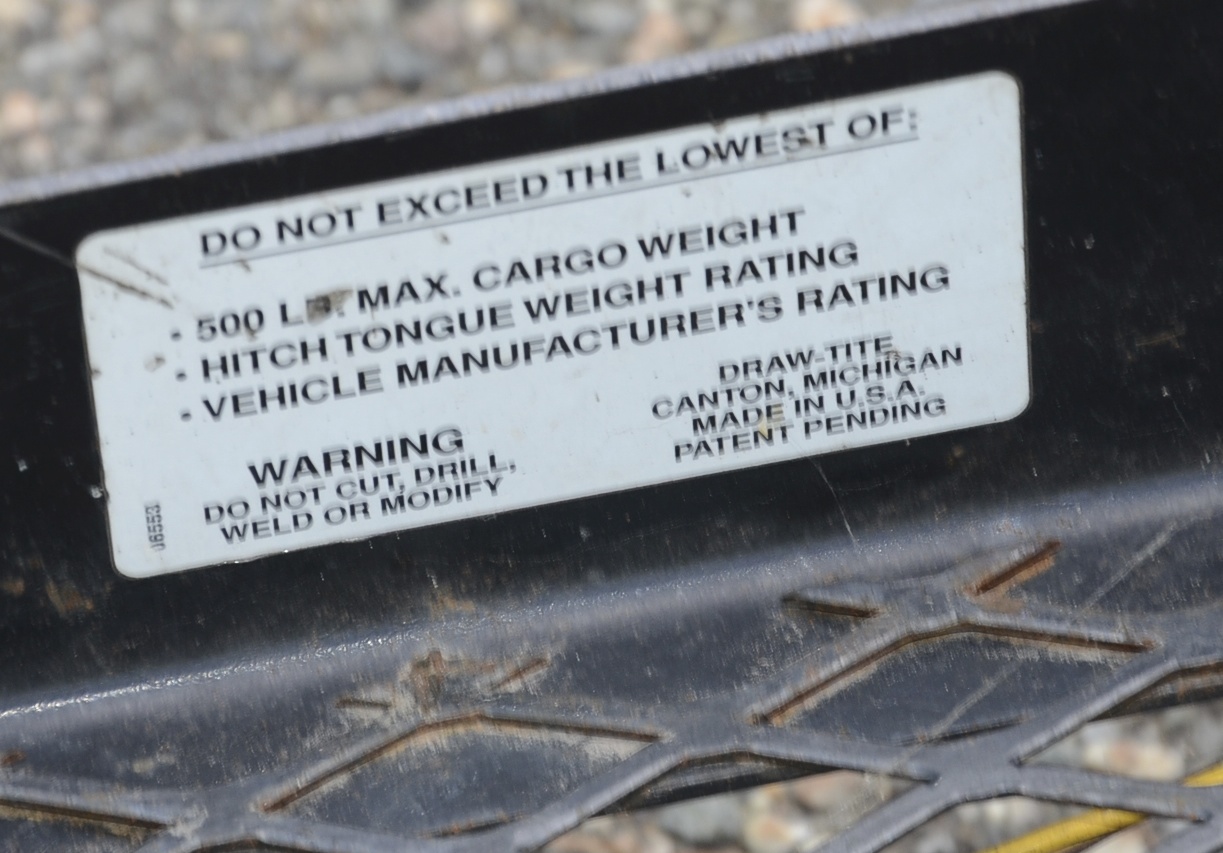 DO NOT EXCEED THE LOWEST OF:
· 500 LB. MAX. CARGO WEIGHT
· HITCH TONGUE WEIGHT RATING
· VEHICLE MANUFACTURER'S RATING
DRAW-TITE
CANTON, MICHIGAN
MADE IN U.S.A.
PATENT PENDING
WARNING
DO NOT CUT, DRILL,
WELD OR MODIFY